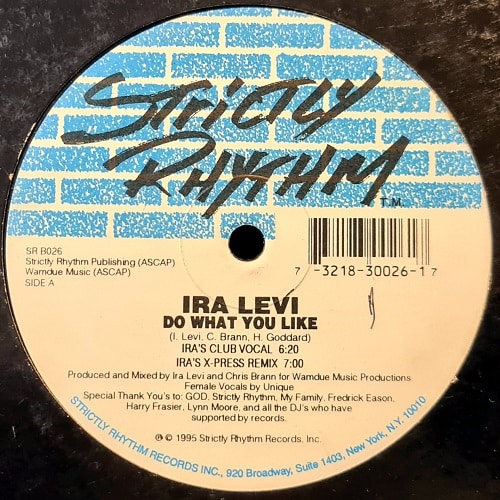 STRICTLY
RHYTHM
T.M.
SR B026
Strictly Rhythm Publishing (ASCAP)
Wamdue Music (ASCAP)
SIDE A
7 -3218-30026-1 7
IRA LEVI
DO WHAT YOU LIKE
(I. Levi, C. Brann, H. Goddard)
IRA'S CLUB VOCAL 6:20
IRA'S X-PRESS REMIX 7:00
Produced and Mixed by Ira Levi and Chris Brann for Wamdue Music Productions
Female Vocals by Unique
Special Thank You's to: GOD, Strictly Rhythm, My Family, Fredrick Eason,
Harry Frasier, Lynn Moore, and all the DJ's who have
supported by records.
℗ © 1995 Strictly Rhythm Records, Inc.
STRICTLY RHYTHM RECORDS INC., 920 Broadway, Suite 1403, New York, N.Y. 10010